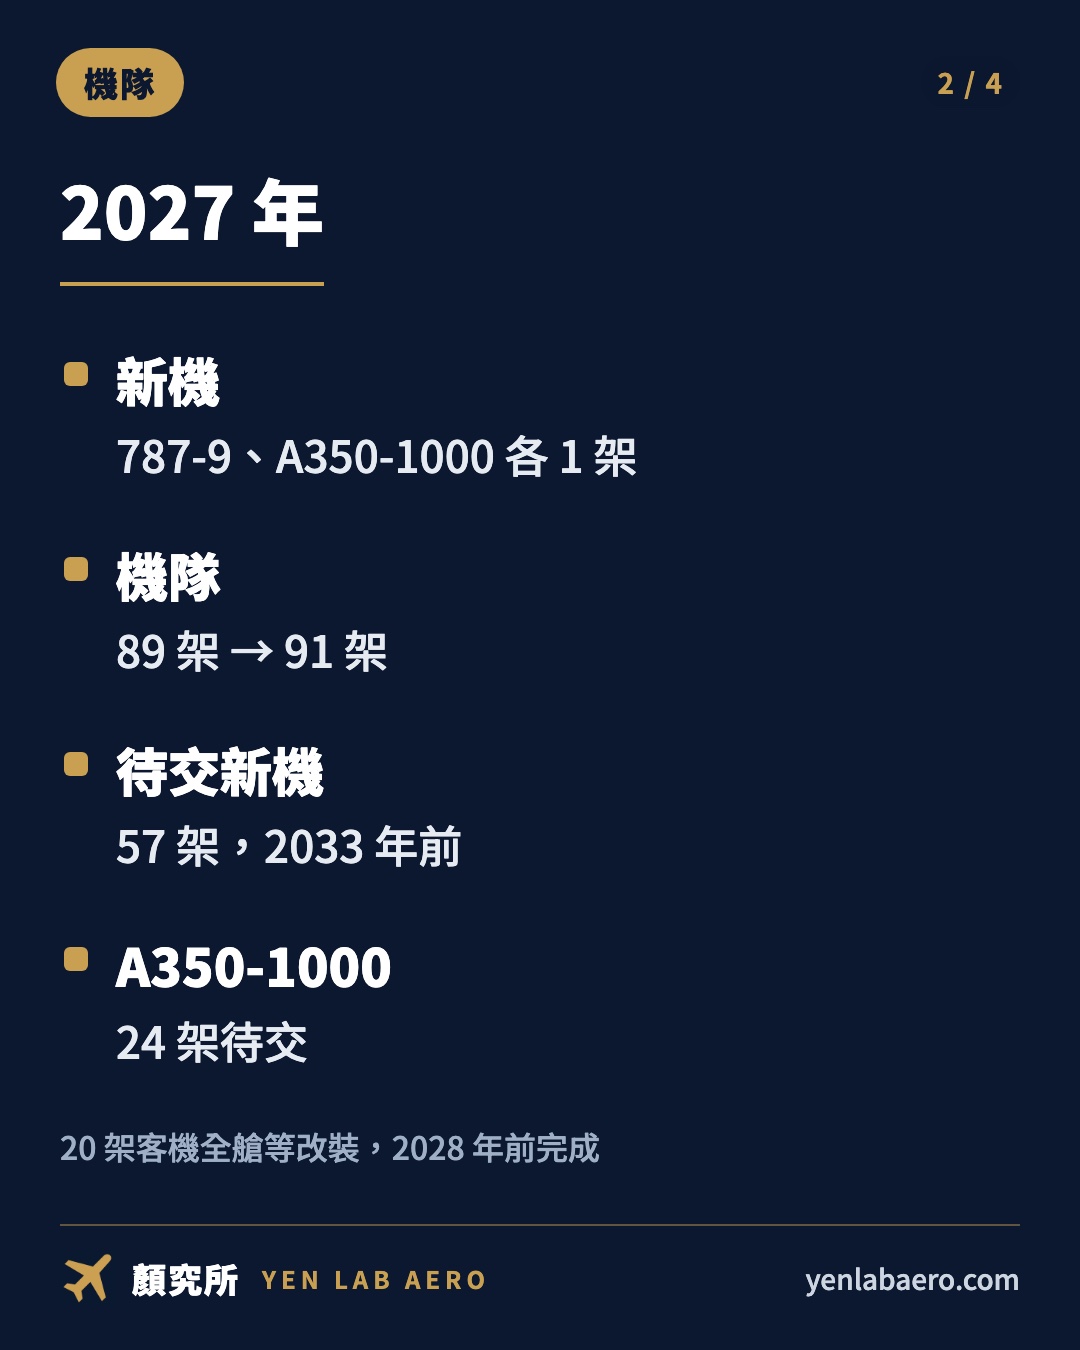 機隊
2 / 4
2027 年
新機
787-9、A350-1000 各 1 架
機隊
89 架 → 91 架
待交新機
57 架，2033 年前
A350-1000
24 架待交
20 架客機全艙等改裝，2028 年前完成
顏究所 YEN LAB AERO
yenlabaero.com